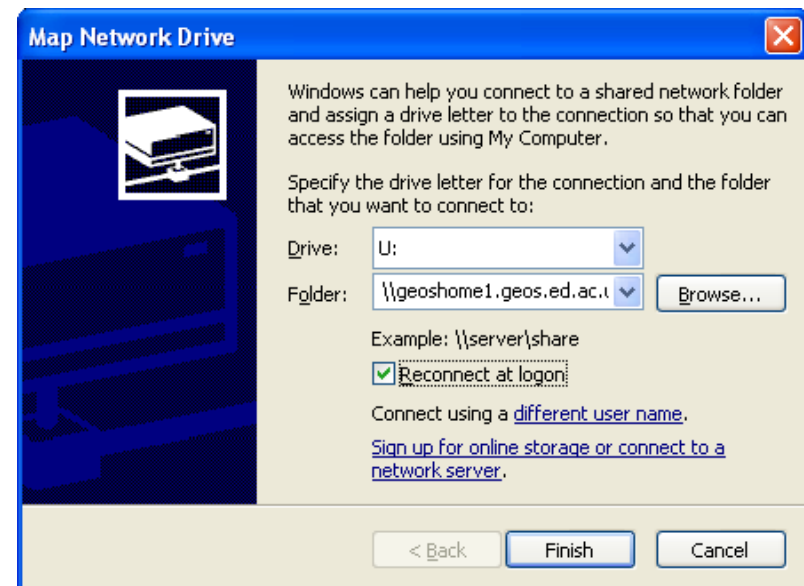 Map Network Drive
Windows can help you connect to a shared network folder
and assign a drive letter to the connection so that you can
access the folder using My Computer.
Specify the drive letter for the connection and the folder
that you want to connect to:
Drive: U:
Folder: \\geoshome1.geos.ed.ac.u Browse...
Example: \\server\share
Reconnect at logon
Connect using a different user name.
Sign up for online storage or connect to a
network server.
< Back Finish Cancel